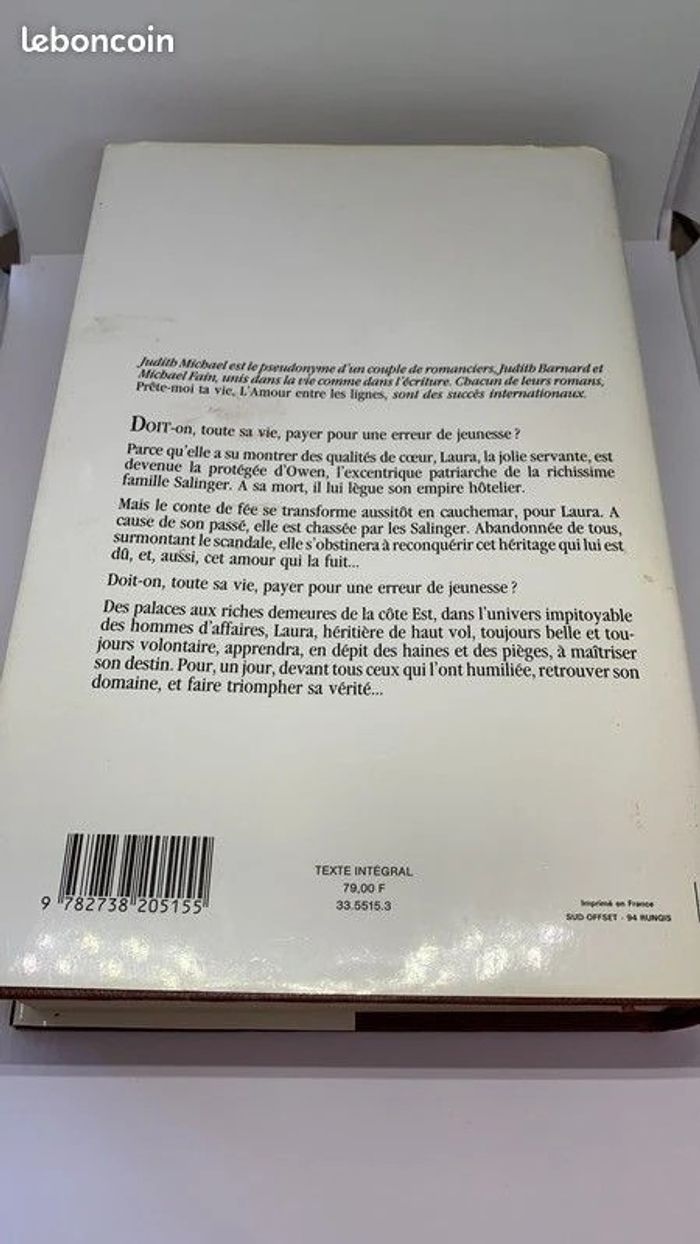 leboncoin
Judith Michael est le pseudonyme d'un couple de romanciers, Judith Barnard et
Michael Fain, unis dans la vie comme dans l'écriture. Chacun de leurs romans,
Prête-moi ta vie, L'Amour entre les lignes, sont des succès internationaux.
DOIT-on, toute sa vie, payer pour une erreur de jeunesse ?
Parce qu'elle a su montrer des qualités de cœur, Laura, la jolie servante, est
devenue la protégée d'Owen, l'excentrique patriarche de la richissime
famille Salinger. A sa mort, il lui lègue son empire hôtelier.
Mais le conte de fée se transforme aussitôt en cauchemar, pour Laura. A
cause de son passé, elle est chassée par les Salinger. Abandonnée de tous,
surmontant le scandale, elle s'obstinera à reconquérir cet héritage qui lui est
dû, et, aussi, cet amour qui la fuit...
Doit-on, toute sa vie, payer pour une erreur de jeunesse ?
Des palaces aux riches demeures de la côte Est, dans l'univers impitoyable
des hommes d'affaires, Laura, héritière de haut vol, toujours belle et tou-
jours volontaire, apprendra, en dépit des haines et des pièges, à maîtriser
son destin. Pour, un jour, devant tous ceux qui l'ont humiliée, retrouver son
domaine, et faire triompher sa vérité...
9 782738 205155
TEXTE INTÉGRAL
79,00 F
33.5515.3
Imprimé en France
SUD OFFSET - 94 RUNGIS